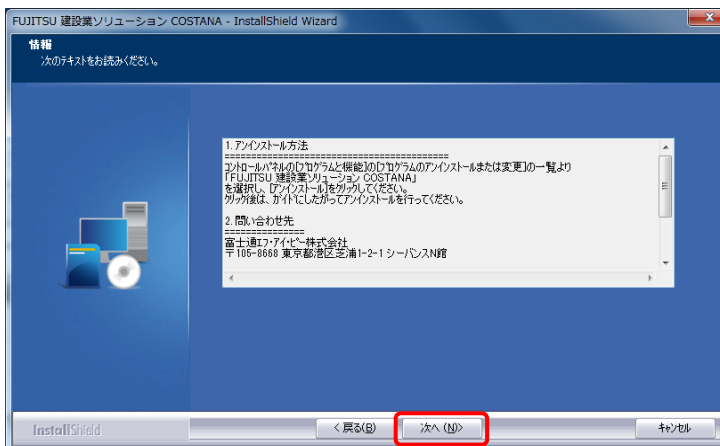 FUJITSU 建設業ソリューション COSTANA - InstallShield Wizard
情報
次のテキストをお読みください。
1. アンインストール方法
==========================================
コントロールパネルの[プログラムと機能]の[プログラムのアンインストールまたは変更]の一覧より
「FUJITSU 建設業ソリューション COSTANA」
を選択し、[アンインストール]をクリックしてください。
クリック後は、ガイドにしたがってアンインストールを行ってください。
2. 問い合わせ先
===============
富士通エフ・アイ・ピー株式会社
〒105-8668 東京都港区芝浦1-2-1 シーバンスN館
InstallShield
< 戻る(B)
次へ (N)>
キャンセル